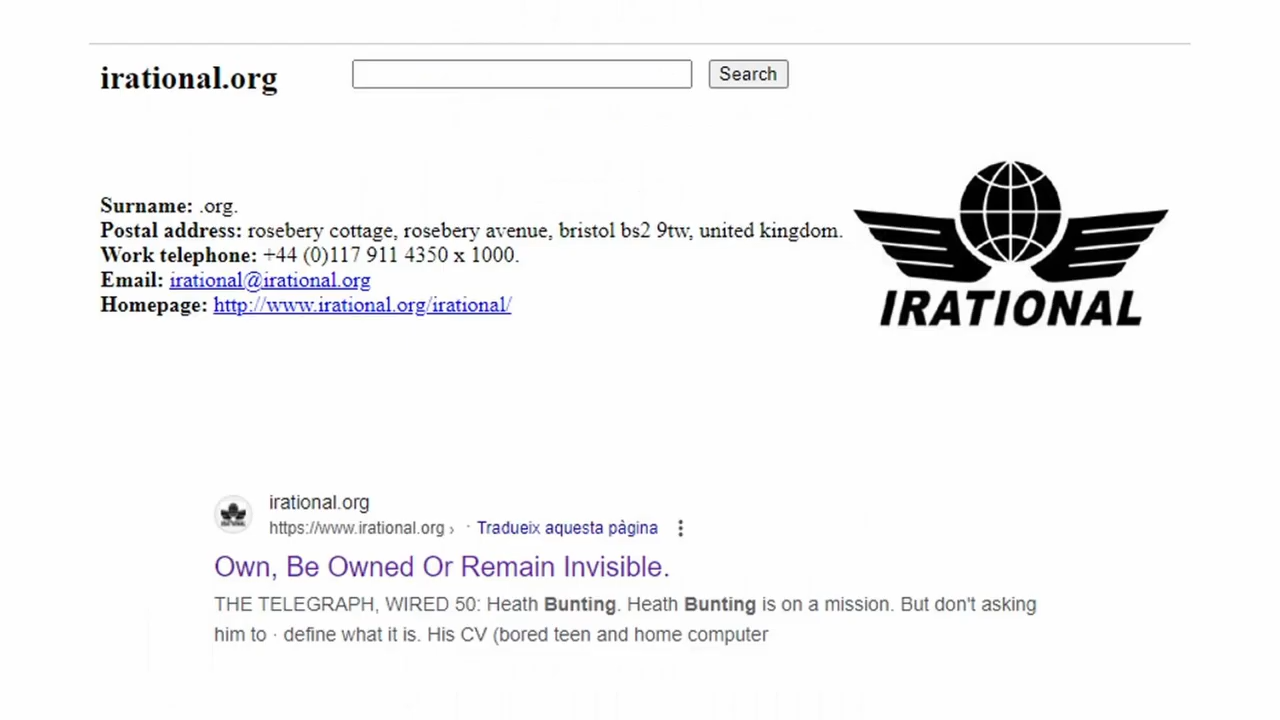 irational.org
Search
Surname: .org.
Postal address: rosebery cottage, rosebery avenue, bristol bs2 9tw, united kingdom.
Work telephone: +44 (0)117 911 4350 x 1000.
Email: irational@irational.org
Homepage: http://www.irational.org/irational/
IRATIONAL
irational.org
https://www.irational.org › · Tradueix aquesta pàgina
Own, Be Owned Or Remain Invisible.
THE TELEGRAPH, WIRED 50: Heath Bunting. Heath Bunting is on a mission. But don't asking
him to · define what it is. His CV (bored teen and home computer